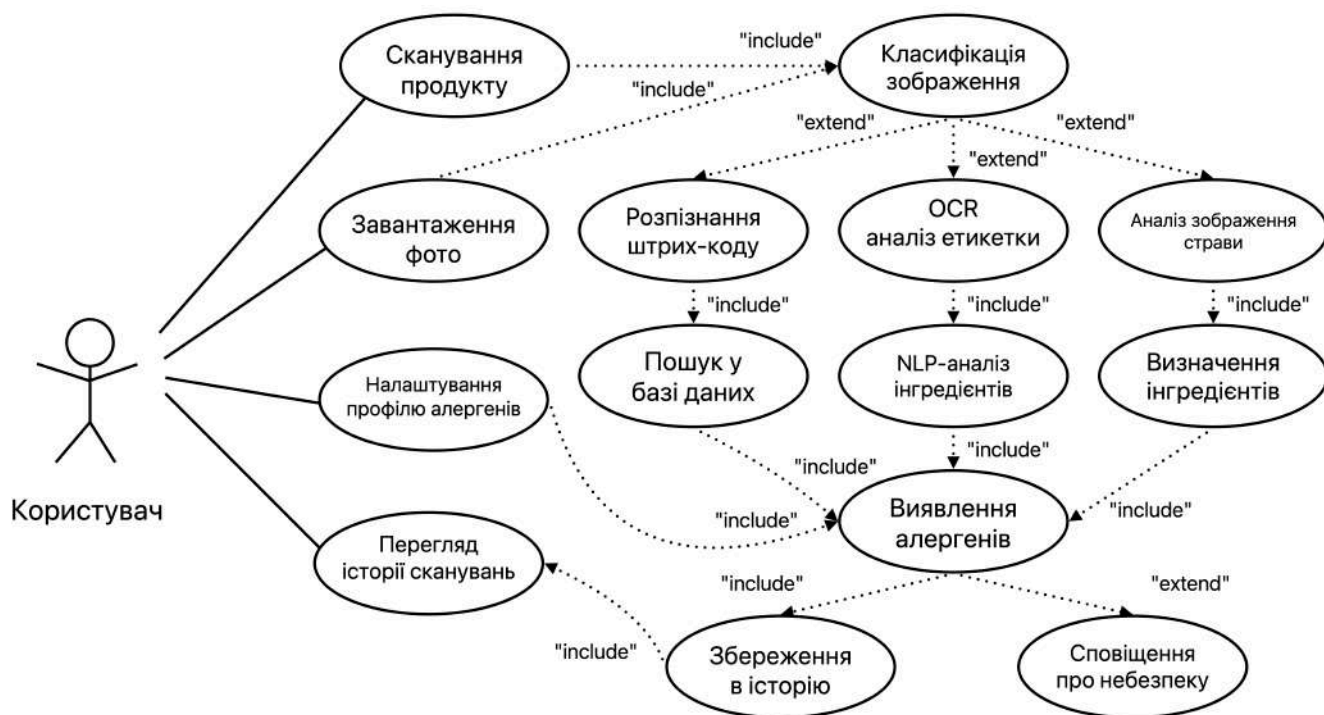 Сканування
продукту
"include"
"include"
Класифікація
зображення
"extend"
"extend"
"extend"
Завантаження
фото
Розпізнання
штрих-коду
OCR
аналіз етикетки
Аналіз зображення
страви
"include"
"include"
"include"
Налаштування
профілю алергенів
Пошук у
базі даних
NLP-аналіз
інгредієнтів
Визначення
інгредієнтів
"include"
"include"
"include"
"include"
Користувач
Перегляд
історії сканувань
Виявлення
алергенів
"include"
"extend"
"include"
Збереження
в історію
Сповіщення
про небезпеку